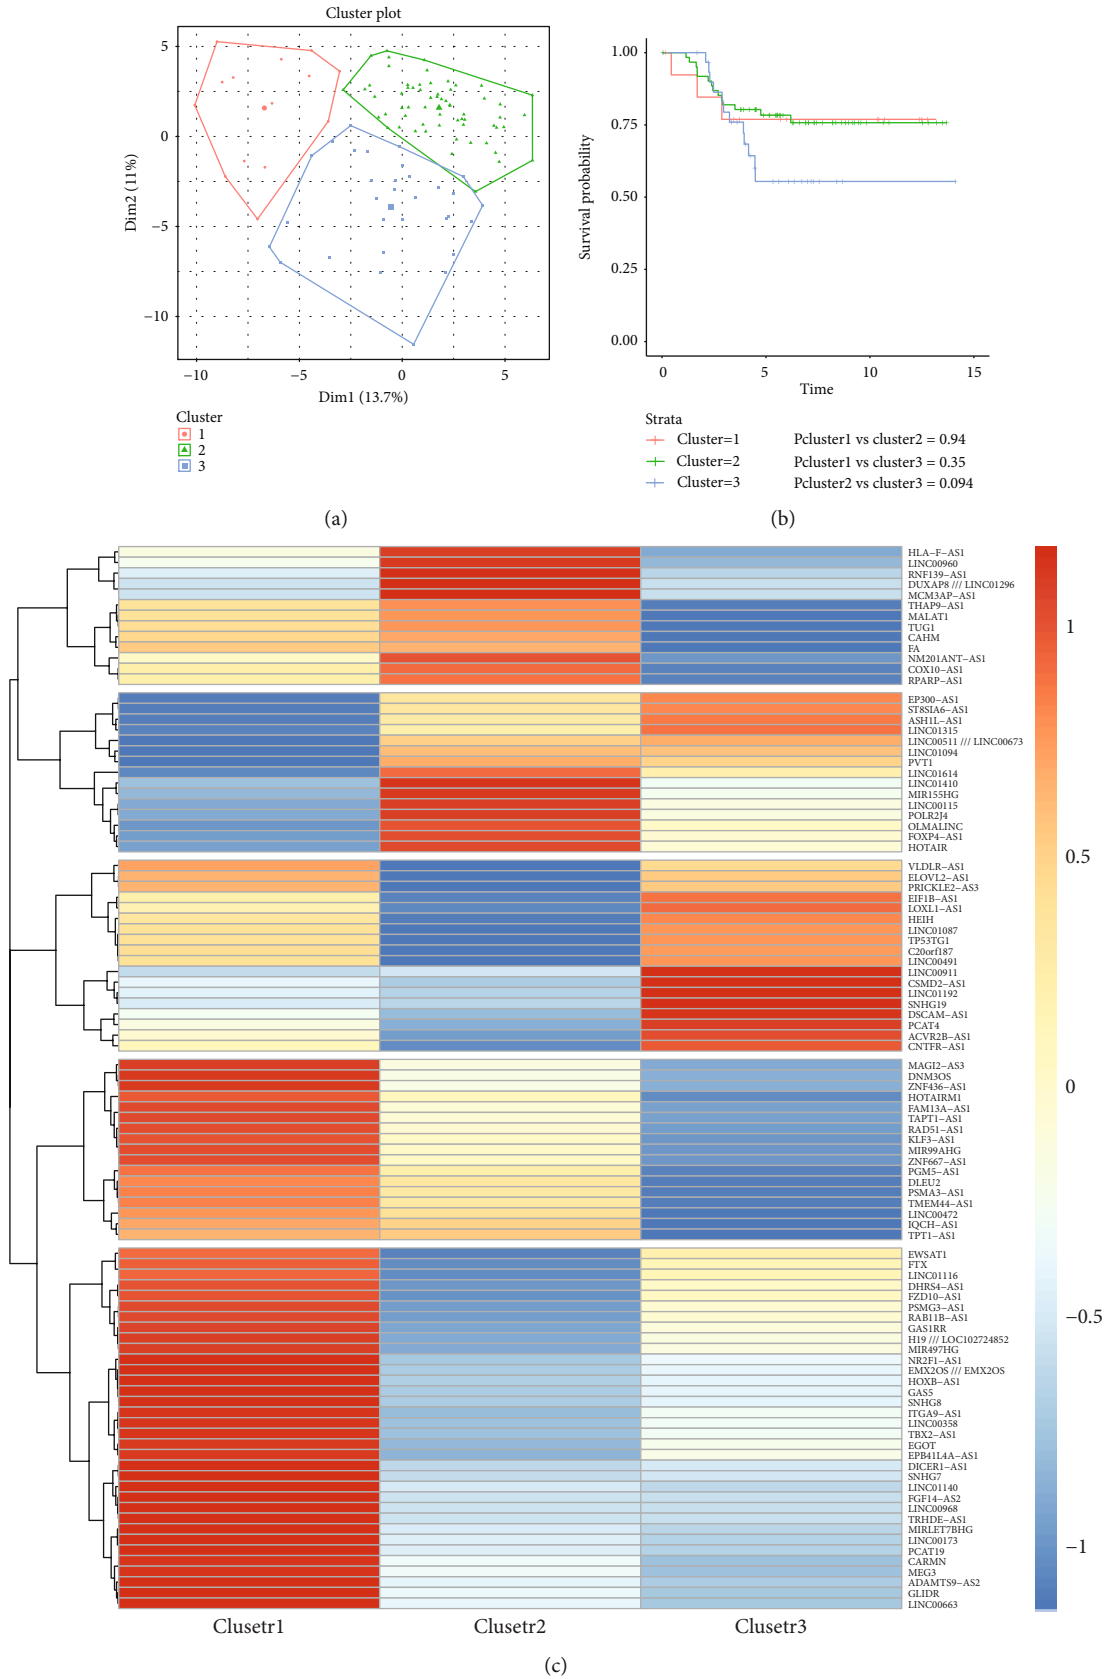 Cluster plot
5
0
−5
−10
Dim2 (11%)
−10
−5
0
5
Dim1 (13.7%)
Cluster
1
2
3
(a)
1.00
0.75
0.50
0.25
0.00
Survival probability
0
5
10
15
Time
Strata
Cluster=1 Pcluster1 vs cluster2 = 0.94
Cluster=2 Pcluster1 vs cluster3 = 0.35
Cluster=3 Pcluster2 vs cluster3 = 0.094
(b)
HLA−F−AS1
LINC00960
RNF139−AS1
DUXAP8 /// LINC01296
MCM3AP−AS1
THAP9−AS1
MALAT1
TUG1
CAHM
FA
NM201ANT−AS1
COX10−AS1
RPARP−AS1
EP300−AS1
ST8SIA6−AS1
ASH1L−AS1
LINC01315
LINC00511 /// LINC00673
LINC01094
PVT1
LINC01614
LINC01410
MIR155HG
LINC00115
POLR2J4
OLMALINC
FOXP4−AS1
HOTAIR
VLDLR−AS1
ELOVL2−AS1
PRICKLE2−AS3
EIF1B−AS1
LOXL1−AS1
HEIH
LINC01087
TP53TG1
C20orf187
LINC00491
LINC00911
CSMD2−AS1
LINC01192
SNHG19
DSCAM−AS1
PCAT4
ACVR2B−AS1
CNTFR−AS1
MAGI2−AS3
DNM3OS
ZNF436−AS1
HOTAIRM1
FAM13A−AS1
TAPT1−AS1
RAD51−AS1
KLF3−AS1
MIR99AHG
ZNF667−AS1
PGM5−AS1
DLEU2
PSMA3−AS1
TMEM44−AS1
LINC00472
IQCH−AS1
TPT1−AS1
EWSAT1
FTX
LINC01116
DHRS4−AS1
FZD10−AS1
PSMG3−AS1
RAB11B−AS1
GAS1RR
H19 /// LOC102724852
MIR497HG
NR2F1−AS1
EMX2OS /// EMX2OS
HOXB−AS1
GAS5
SNHG8
ITGA9−AS1
LINC00358
TBX2−AS1
EGOT
EPB41L4A−AS1
DICER1−AS1
SNHG7
LINC01140
FGF14−AS2
LINC00968
TRHDE−AS1
MIRLET7BHG
LINC00173
PCAT19
CARMN
MEG3
ADAMTS9−AS2
GLIDR
LINC00663
1
0.5
0
−0.5
−1
Clusetr1
Clusetr2
Clusetr3
(c)